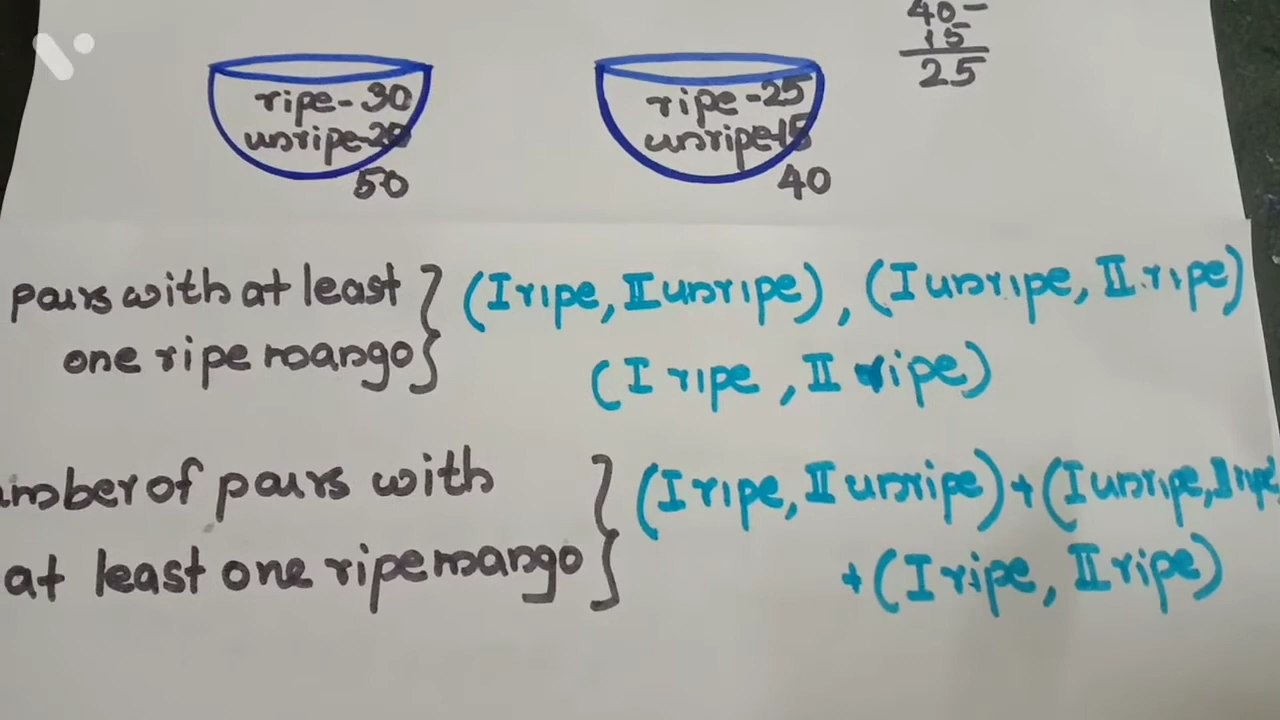 40-
15
25
ripe-30
unripe-20
50
ripe-25
unripe-15
40
pairs with at least
one ripe mango
(I ripe, II unripe), (I unripe, II ripe)
(I ripe, II ripe)
number of pairs with
at least one ripe mango
(I ripe, II unripe) + (I unripe, II ripe
+ (I ripe, II ripe)